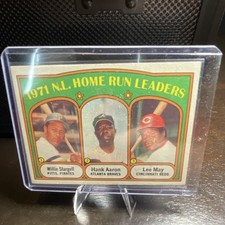 1971 N.L. HOME RUN LEADERS
Willie Stargell
PITTS. PIRATES
Hank Aaron
ATLANTA BRAVES
Lee May
CINCINNATI REDS